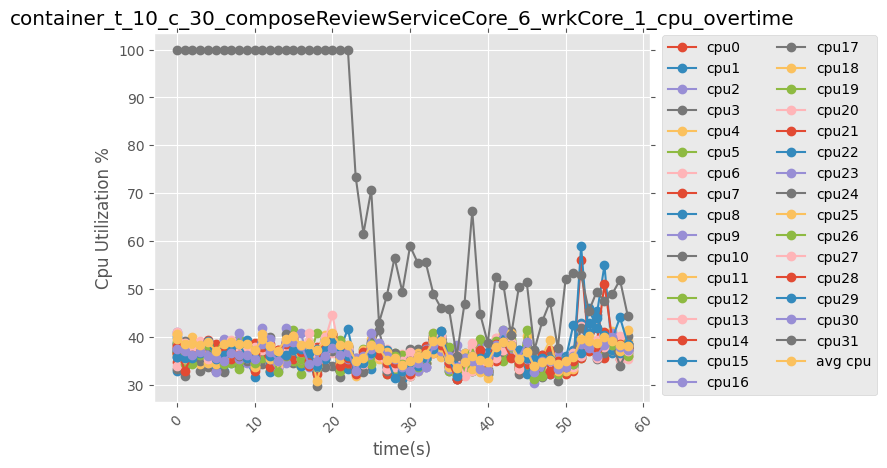 container_t_10_c_30_composeReviewServiceCore_6_wrkCore_1_cpu_overtime
100
90
80
70
60
50
40
30
Cpu Utilization %
0
10
20
30
40
50
60
time(s)
cpu0
cpu1
cpu2
cpu3
cpu4
cpu5
cpu6
cpu7
cpu8
cpu9
cpu10
cpu11
cpu12
cpu13
cpu14
cpu15
cpu16
cpu17
cpu18
cpu19
cpu20
cpu21
cpu22
cpu23
cpu24
cpu25
cpu26
cpu27
cpu28
cpu29
cpu30
cpu31
avg cpu